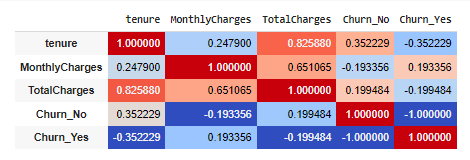 tenure MonthlyCharges TotalCharges Churn_No Churn_Yes
tenure 1.000000 0.247900 0.825880 0.352229 -0.352229
MonthlyCharges 0.247900 1.000000 0.651065 -0.193356 0.193356
TotalCharges 0.825880 0.651065 1.000000 0.199484 -0.199484
Churn_No 0.352229 -0.193356 0.199484 1.000000 -1.000000
Churn_Yes -0.352229 0.193356 -0.199484 -1.000000 1.000000